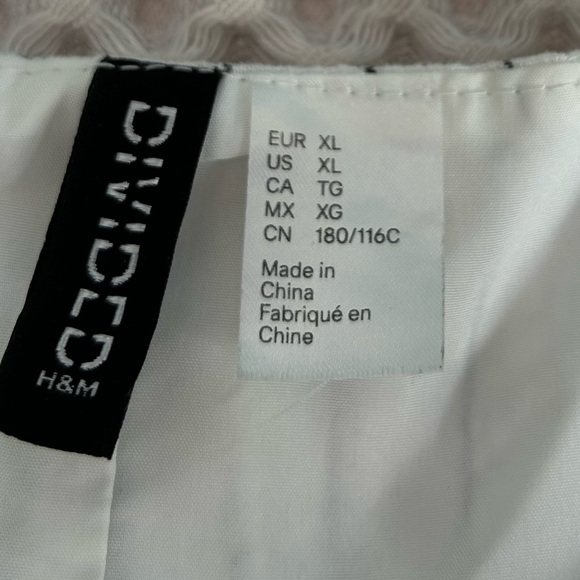 DIVIDED
H&M
EUR XL
US XL
CA TG
MX XG
CN 180/116C
Made in
China
Fabriqué en
Chine